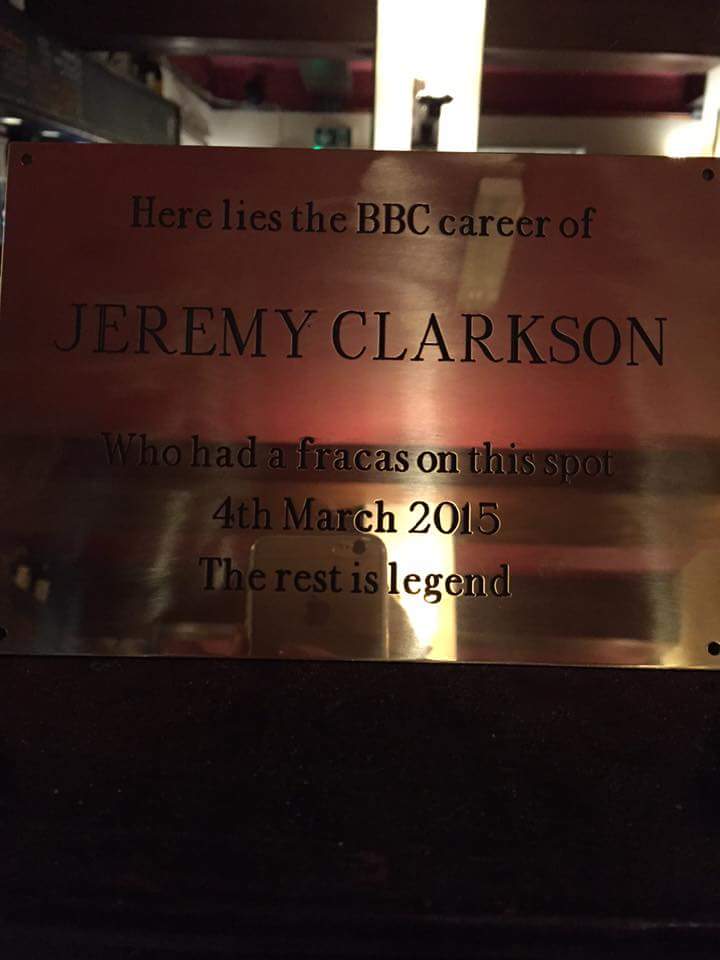 Here lies the BBC career of
JEREMY CLARKSON
Who had a fracas on this spot
4th March 2015
The rest is legend